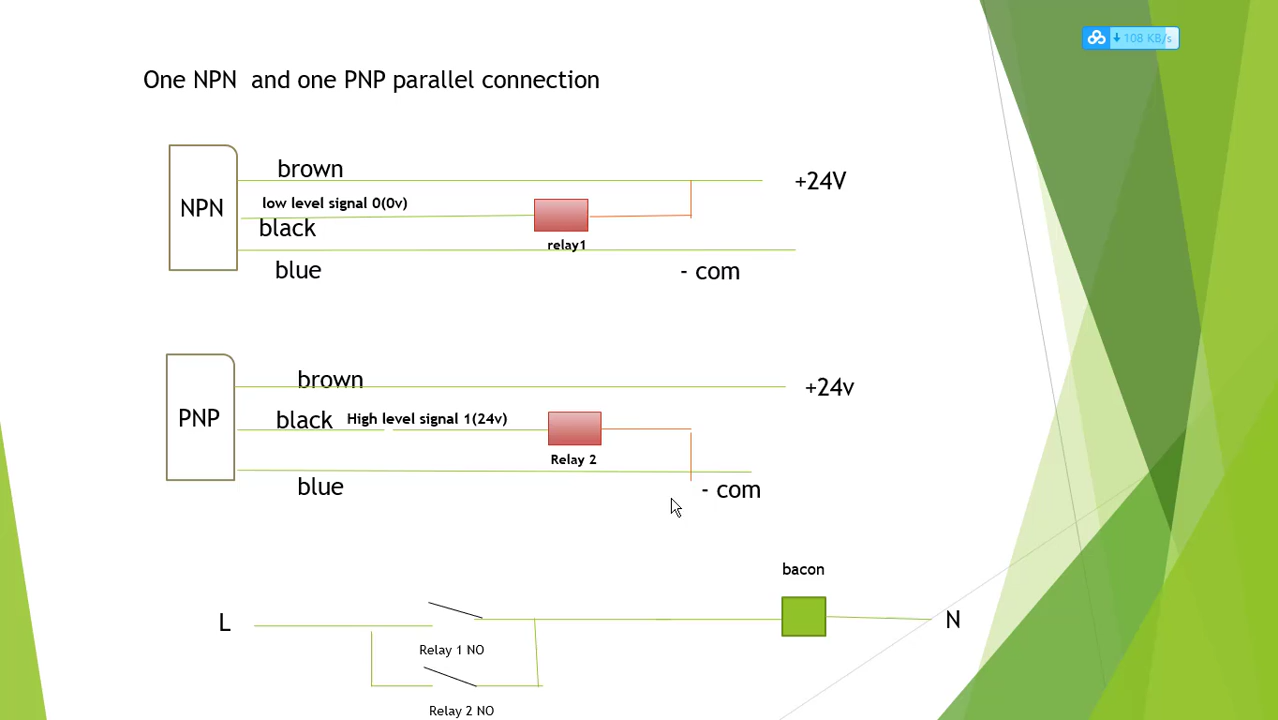 108 KB/s
One NPN and one PNP parallel connection
brown
+24V
NPN
low level signal 0(0v)
black
relay1
blue
- com
brown
+24v
PNP
black
High level signal 1(24v)
Relay 2
blue
- com
bacon
L
N
Relay 1 NO
Relay 2 NO